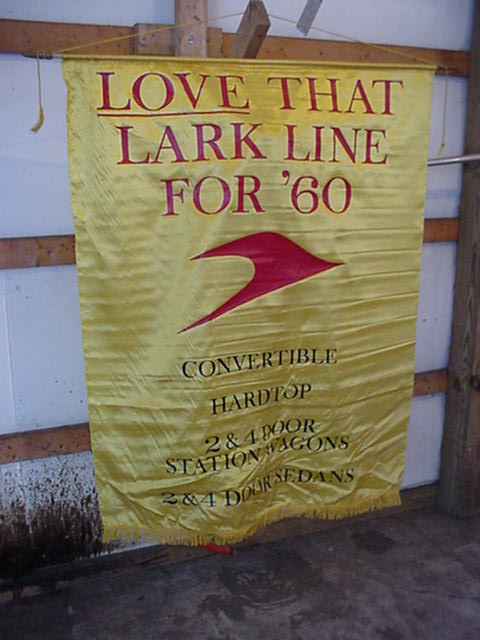 LOVE THAT
LARK LINE
FOR '60
CONVERTIBLE
HARDTOP
2 & 4 DOOR
STATION WAGONS
2 & 4 DOOR SEDANS